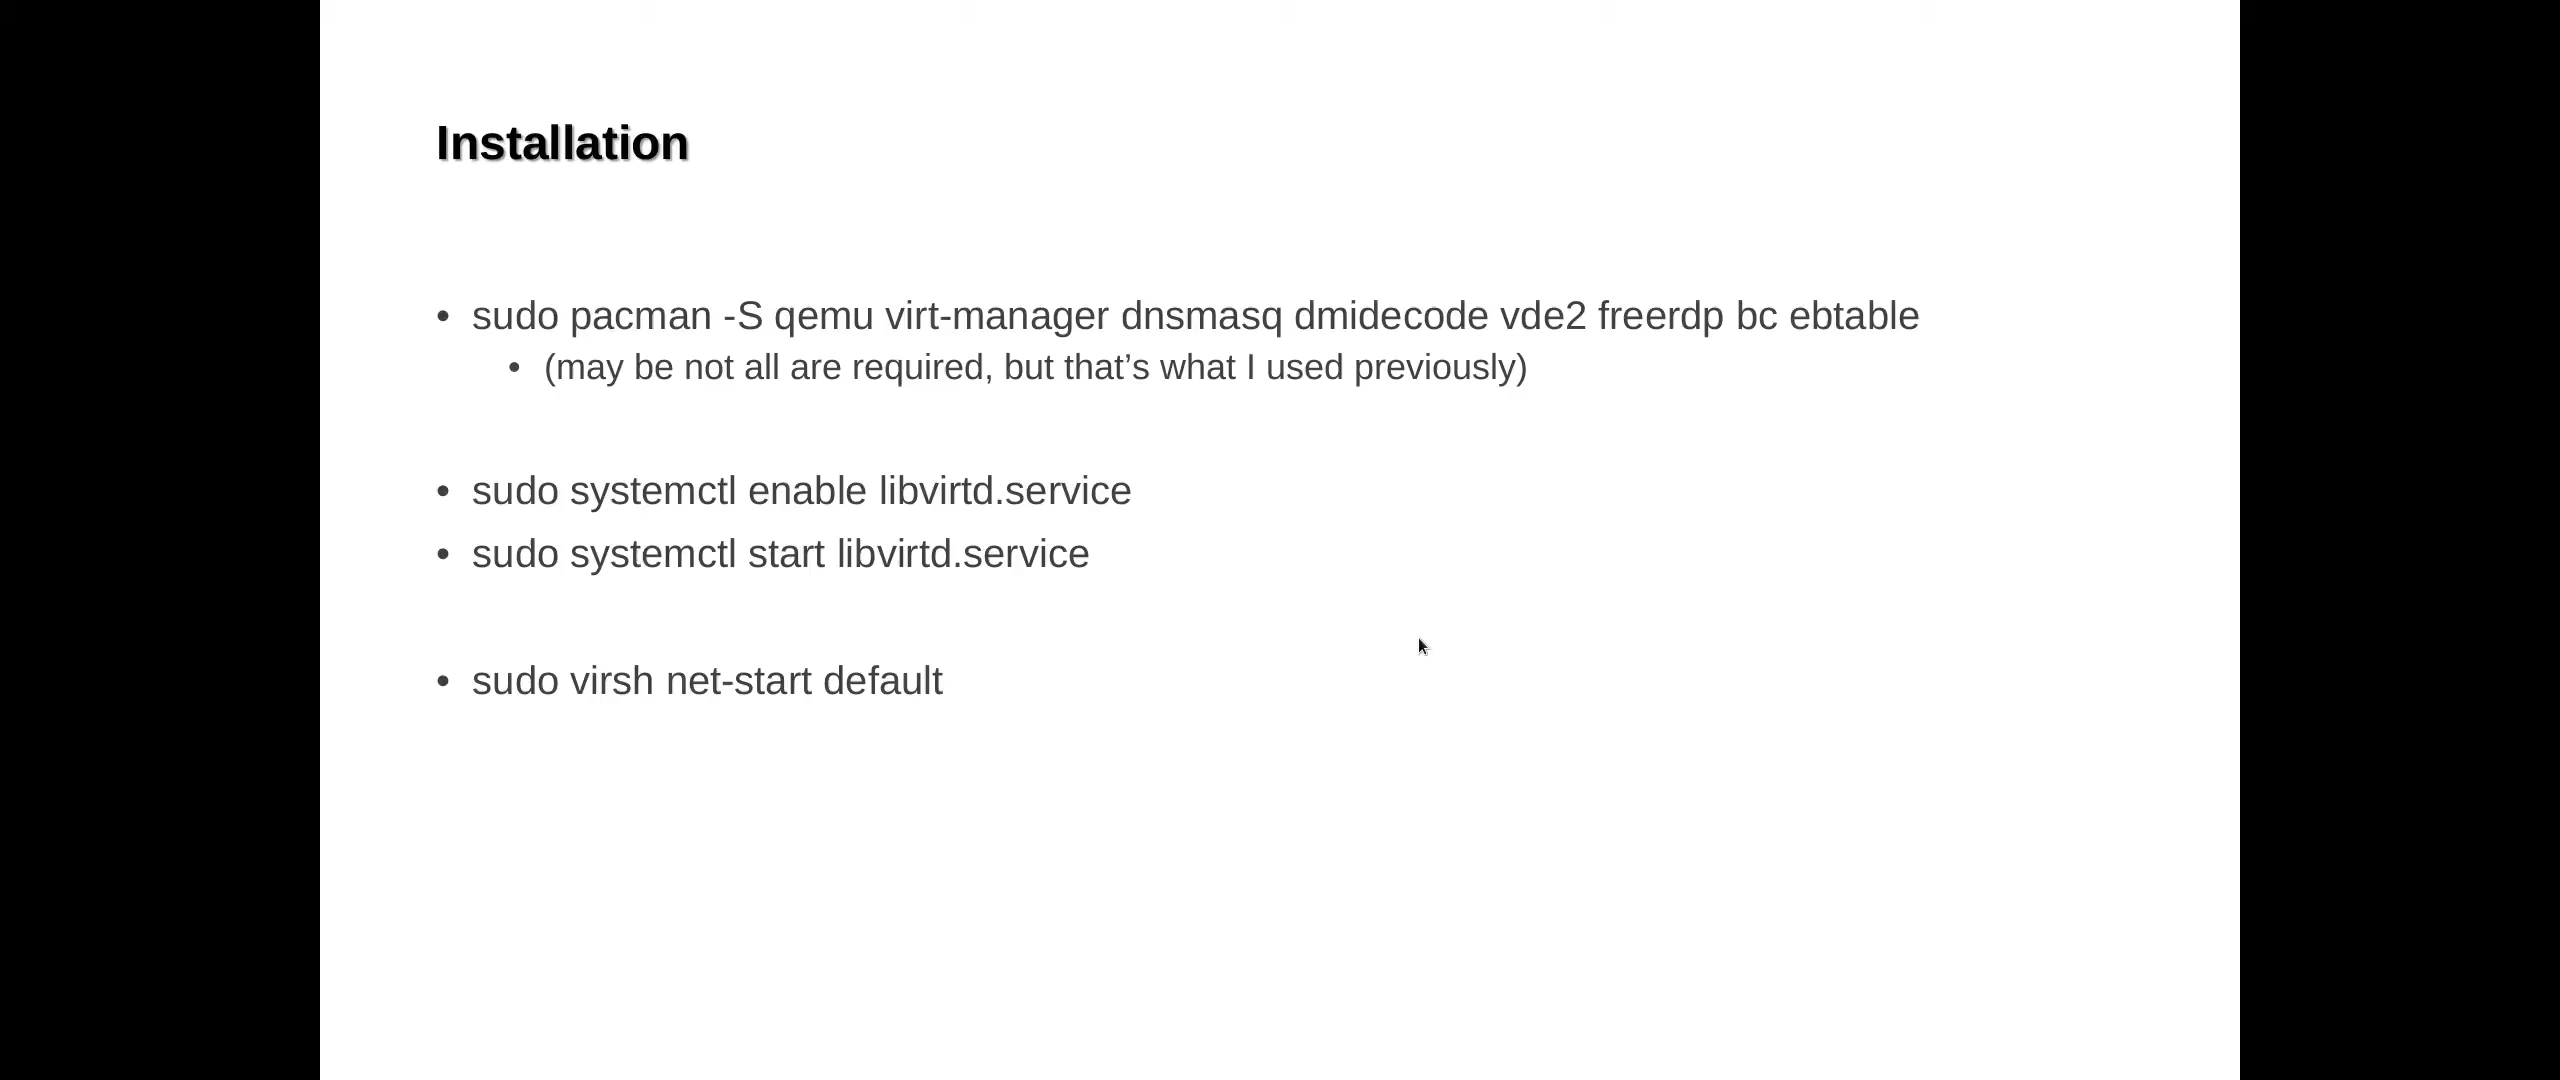 Installation
• sudo pacman -S qemu virt-manager dnsmasq dmidecode vde2 freerdp bc ebtable
• (may be not all are required, but that’s what I used previously)
• sudo systemctl enable libvirtd.service
• sudo systemctl start libvirtd.service
• sudo virsh net-start default